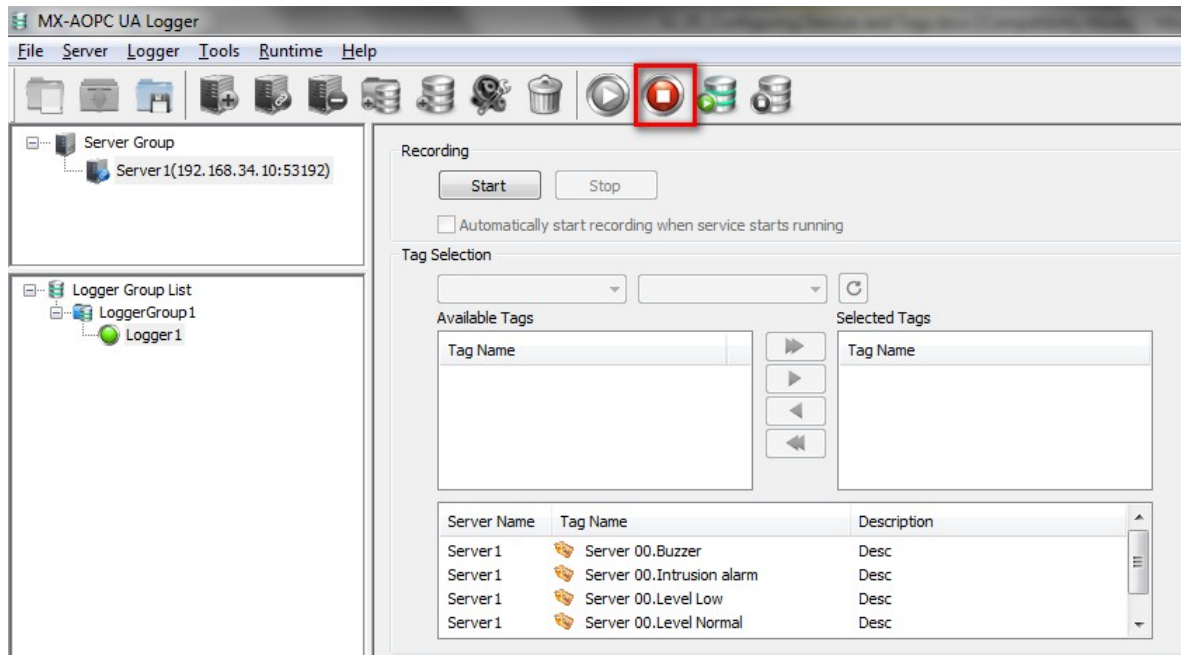 MX-AOPC UA Logger
File Server Logger Tools Runtime Help
Server Group
Server1(192.168.34.10:53192)
Logger Group List
LoggerGroup1
Logger1
Recording
Start Stop
Automatically start recording when service starts running
Tag Selection
Available Tags Selected Tags
Tag Name Tag Name
Server Name Tag Name Description
Server1 Server 00.Buzzer Desc
Server1 Server 00.Intrusion alarm Desc
Server1 Server 00.Level Low Desc
Server1 Server 00.Level Normal Desc